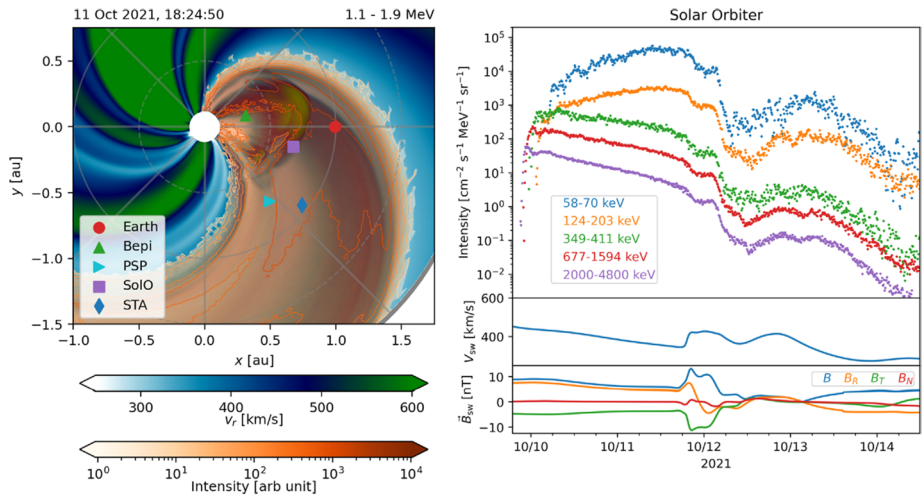 11 Oct 2021, 18:24:50
1.1 - 1.9 MeV
y [au]
0.5
0.0
-0.5
-1.0
-1.5
Earth
Bepi
PSP
SolO
STA
-1.0 -0.5 0.0 0.5 1.0 1.5
x [au]
300 400 500 600
v_r [km/s]
10^0 10^1 10^2 10^3 10^4
Intensity [arb unit]
Solar Orbiter
Intensity [cm^-2 s^-1 MeV^-1 sr^-1]
10^5
10^4
10^3
10^2
10^1
10^0
10^-1
10^-2
58-70 keV
124-203 keV
349-411 keV
677-1594 keV
2000-4800 keV
V_sw [km/s]
600
400
B_sw [nT]
10
0
-10
B B_R B_T B_N
10/10 10/11 10/12 10/13 10/14
2021